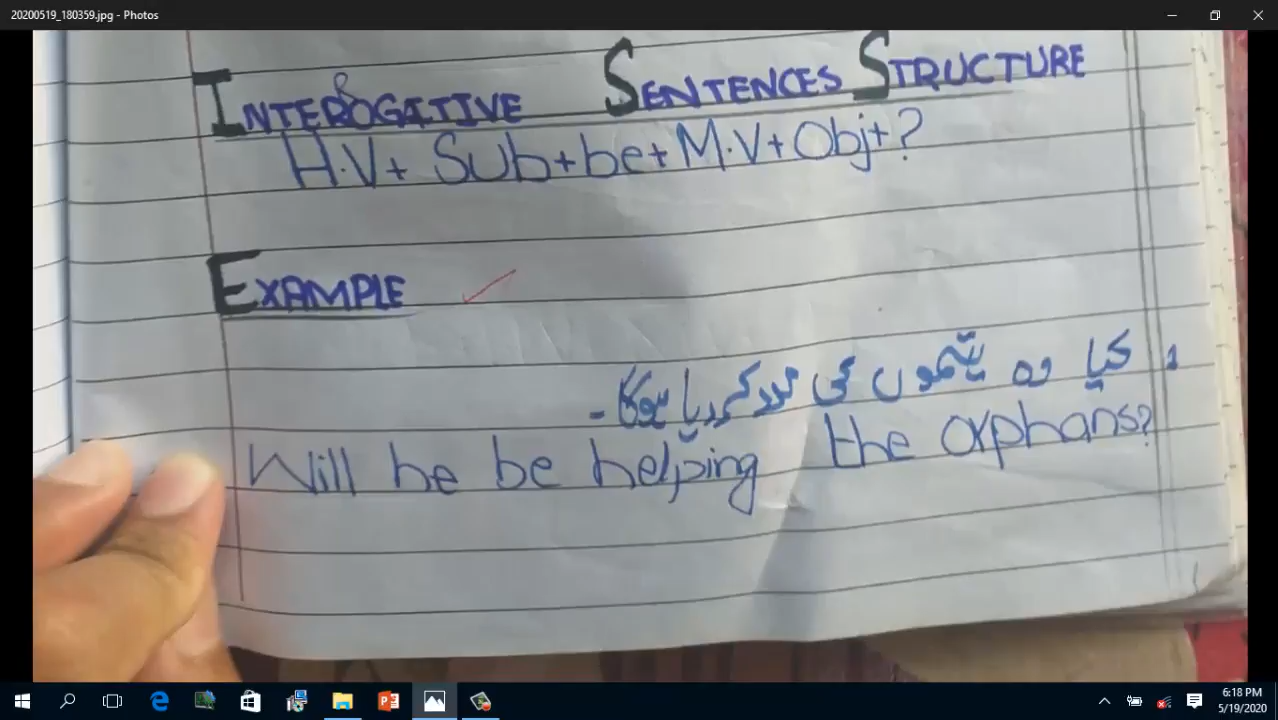 20200519_180359.jpg - Photos
INTEROGATIVE SENTENCES STRUCTURE
R
H.V+ Sub+be+M.V+Obj+?
EXAMPLE
کیا وہ یتیموں کی مدد کر رہا ہوگا۔
Will he be helping the orphans?
6:18 PM
5/19/2020